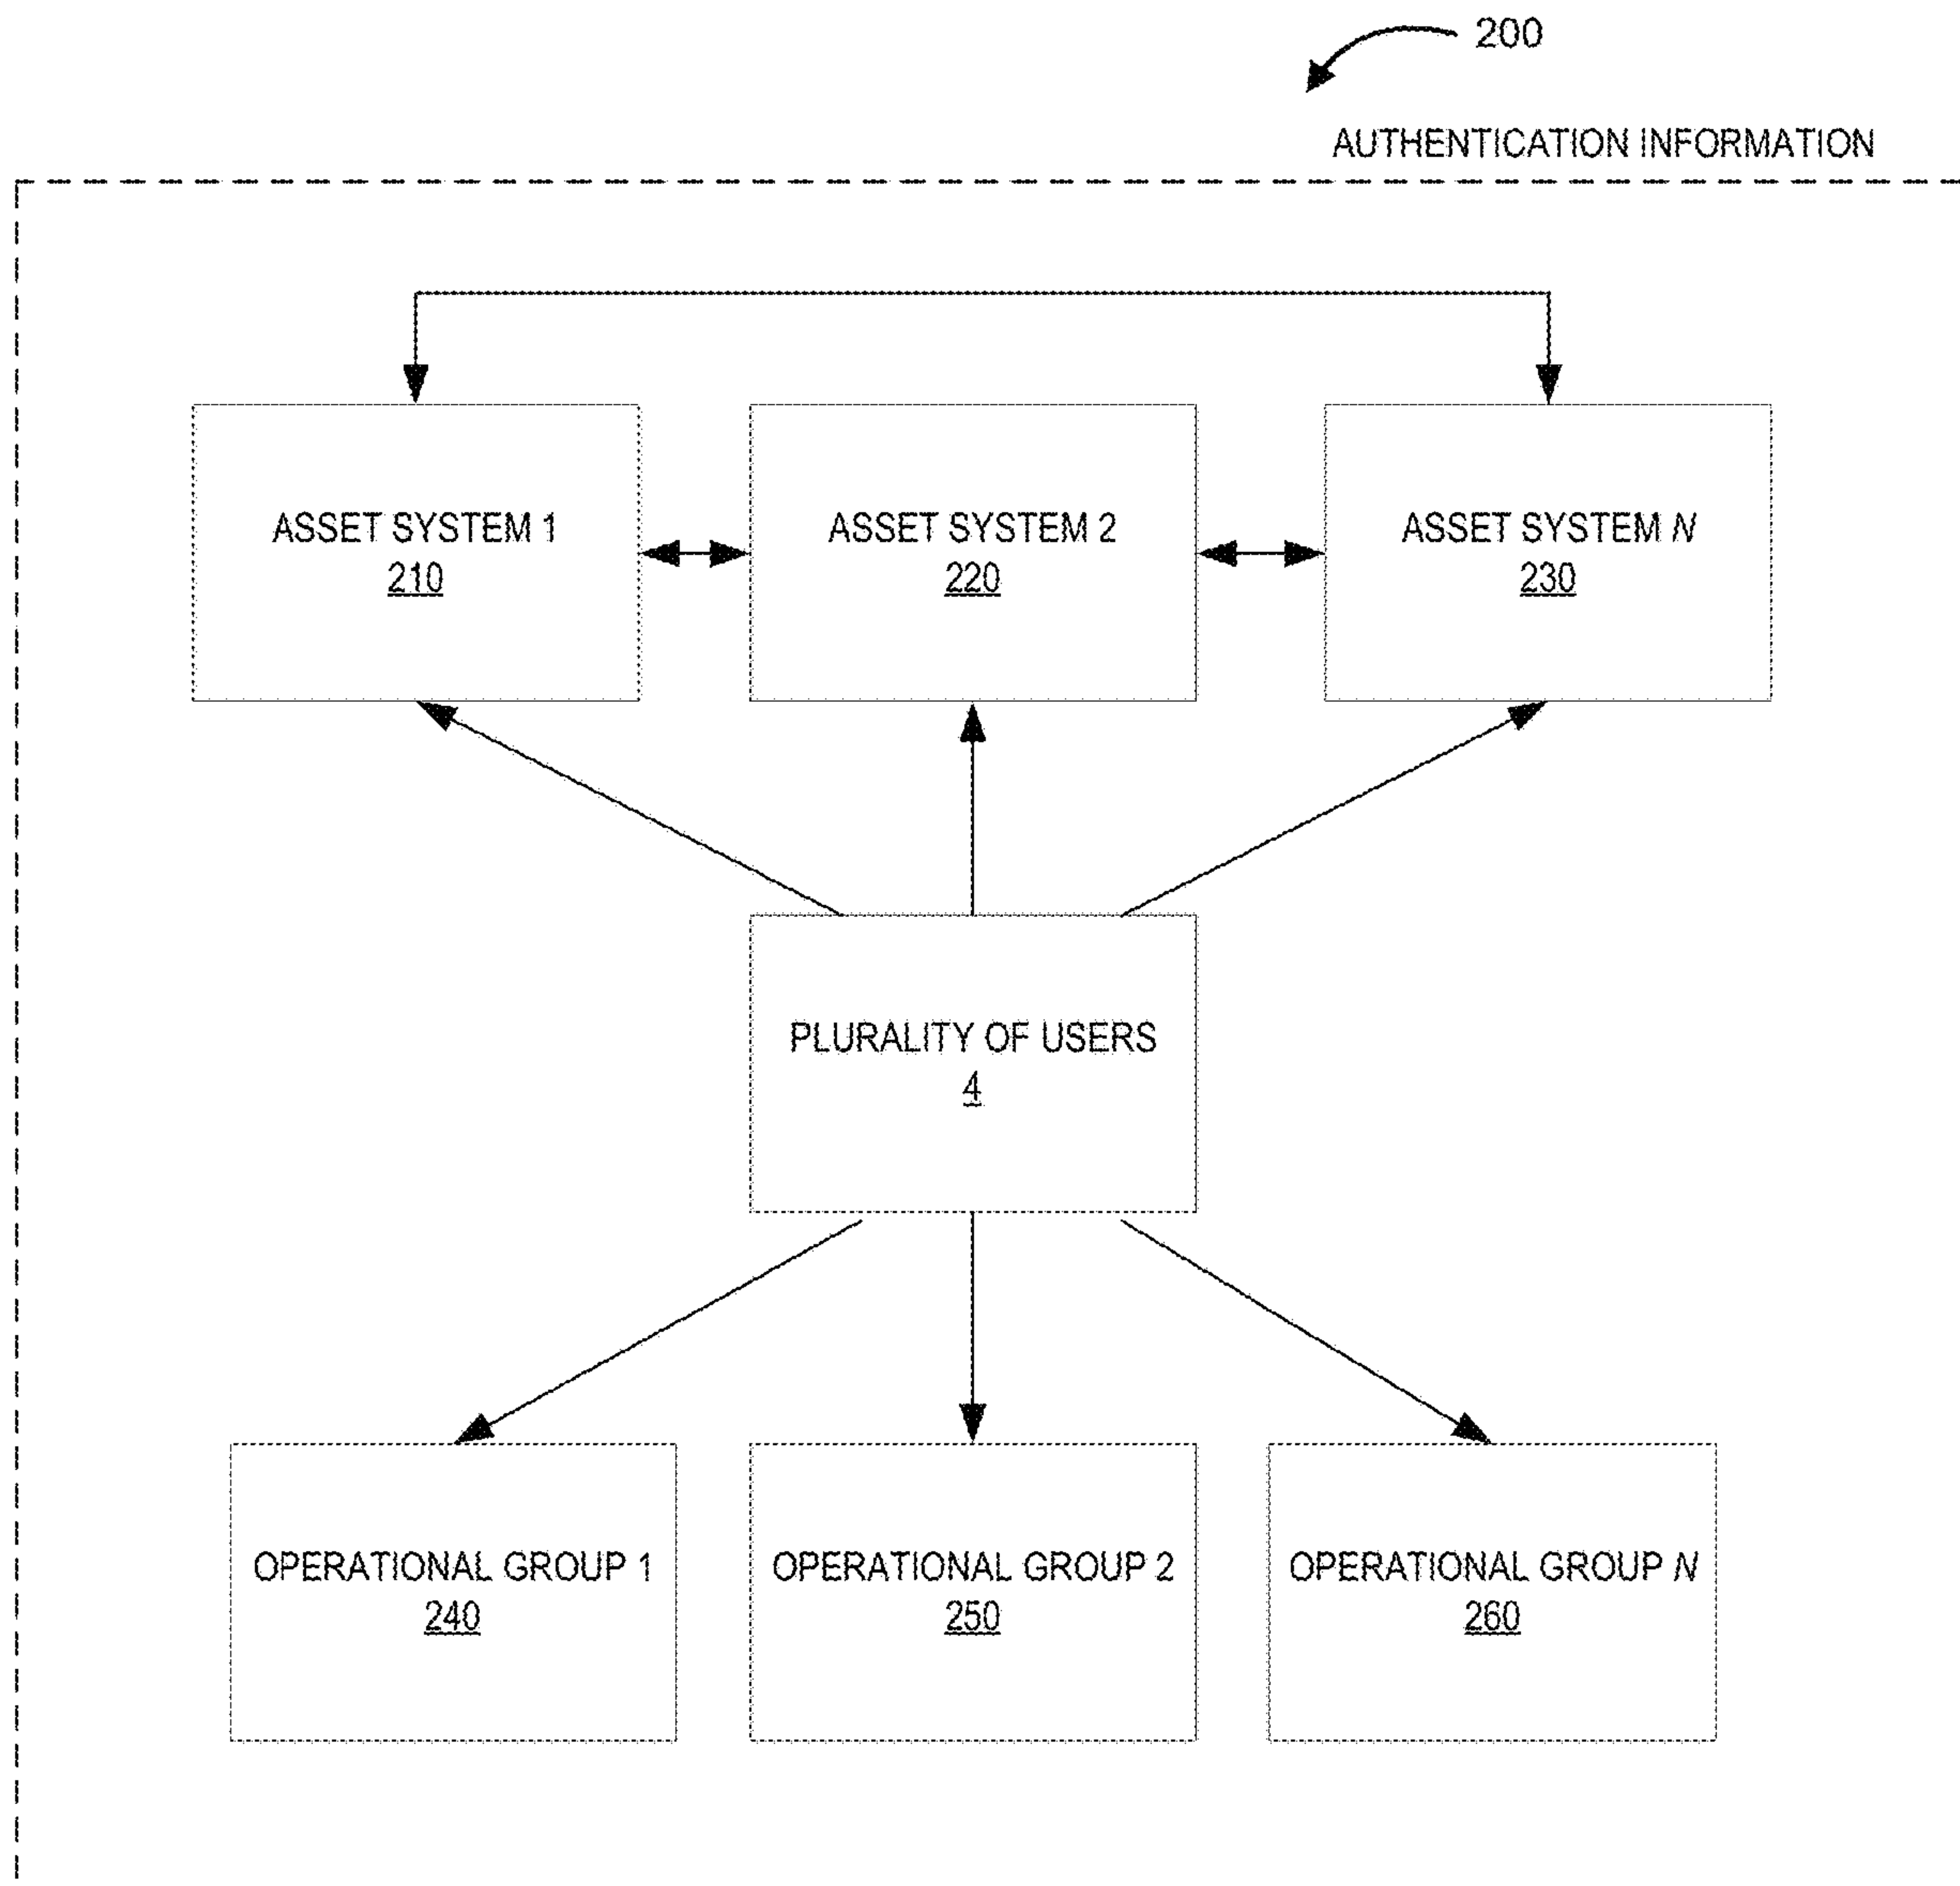 200
AUTHENTICATION INFORMATION
ASSET SYSTEM 1
210
ASSET SYSTEM 2
220
ASSET SYSTEM N
230
PLURALITY OF USERS
4
OPERATIONAL GROUP 1
240
OPERATIONAL GROUP 2
250
OPERATIONAL GROUP N
260